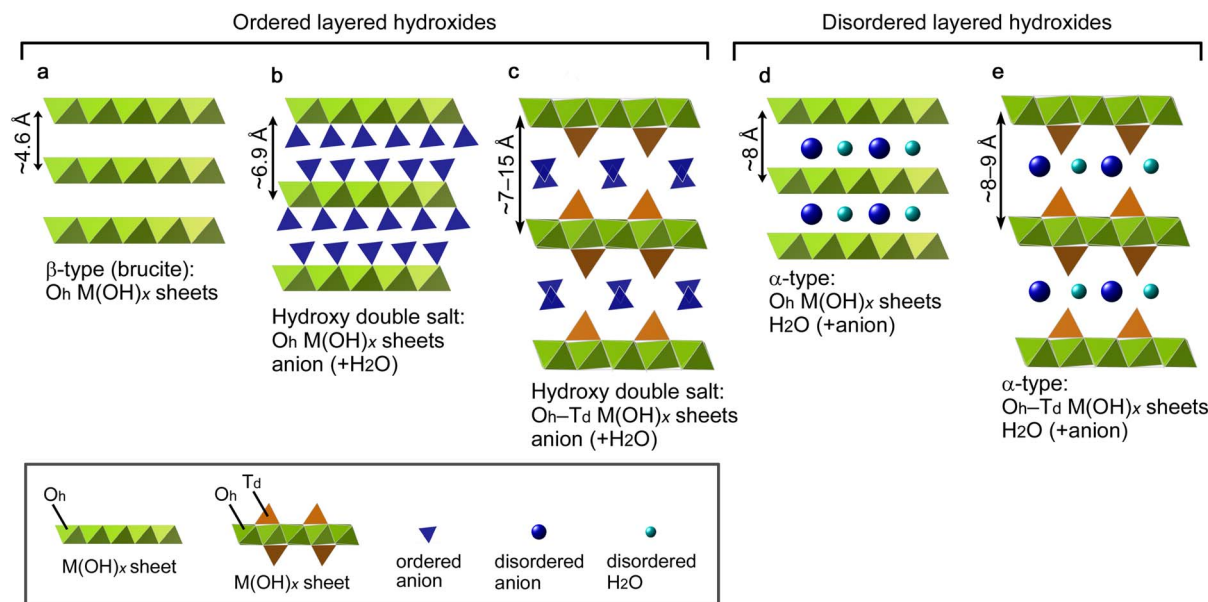 Ordered layered hydroxides
Disordered layered hydroxides
a
~4.6 Å
β-type (brucite):
Oh M(OH)x sheets
b
~6.9 Å
Hydroxy double salt:
Oh M(OH)x sheets
anion (+H2O)
c
~7–15 Å
Hydroxy double salt:
Oh–Td M(OH)x sheets
anion (+H2O)
d
~8 Å
α-type:
Oh M(OH)x sheets
H2O (+anion)
e
~8–9 Å
α-type:
Oh–Td M(OH)x sheets
H2O (+anion)
Oh
M(OH)x sheet
Oh
Td
M(OH)x sheet
ordered
anion
disordered
anion
disordered
H2O